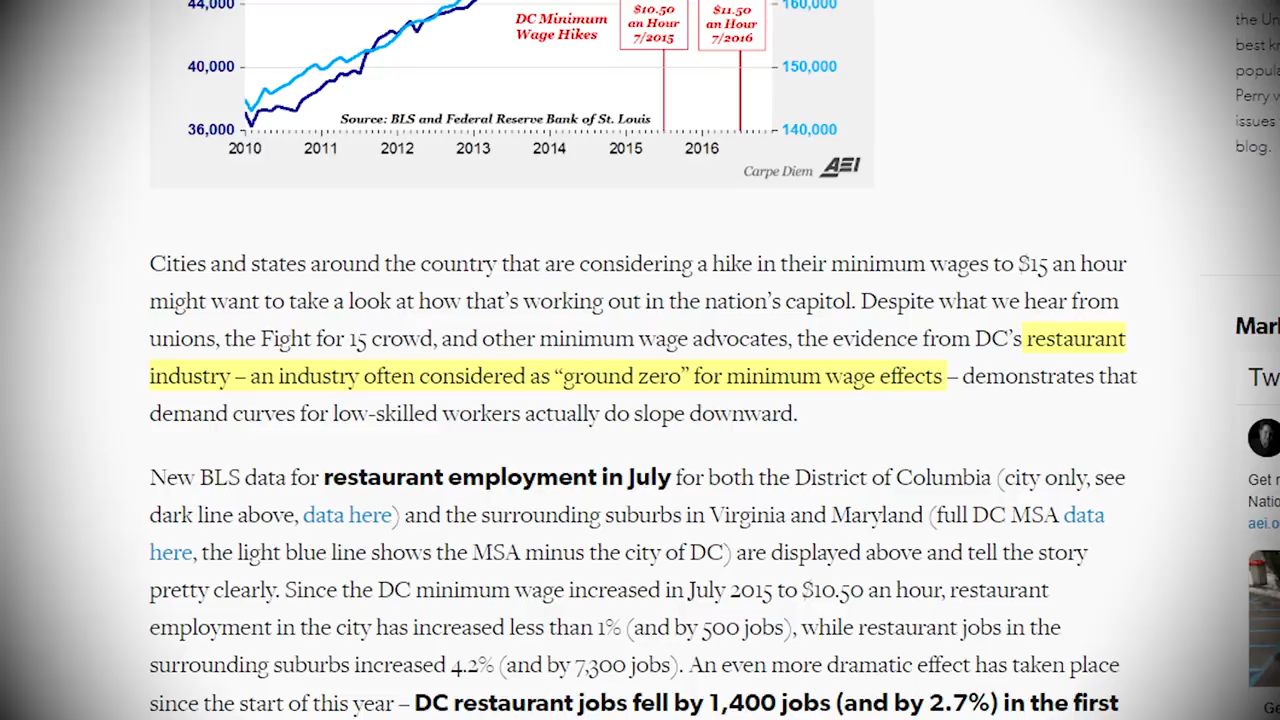 44,000
160,000
$10.50
an Hour
7/2015
$11.50
an Hour
7/2016
DC Minimum
Wage Hikes
40,000
150,000
Source: BLS and Federal Reserve Bank of St. Louis
36,000
140,000
2010 2011 2012 2013 2014 2015 2016
Carpe Diem AEI
Cities and states around the country that are considering a hike in their minimum wages to $15 an hour
might want to take a look at how that's working out in the nation's capitol. Despite what we hear from
unions, the Fight for 15 crowd, and other minimum wage advocates, the evidence from DC's restaurant
industry – an industry often considered as “ground zero” for minimum wage effects – demonstrates that
demand curves for low-skilled workers actually do slope downward.
New BLS data for restaurant employment in July for both the District of Columbia (city only, see
dark line above, data here) and the surrounding suburbs in Virginia and Maryland (full DC MSA data
here, the light blue line shows the MSA minus the city of DC) are displayed above and tell the story
pretty clearly. Since the DC minimum wage increased in July 2015 to $10.50 an hour, restaurant
employment in the city has increased less than 1% (and by 500 jobs), while restaurant jobs in the
surrounding suburbs increased 4.2% (and by 7,300 jobs). An even more dramatic effect has taken place
since the start of this year – DC restaurant jobs fell by 1,400 jobs (and by 2.7%) in the first
the Un
best k
popula
Perry
issues
blog.
Mar
Tw
Get
Natio
aei.o
Ge